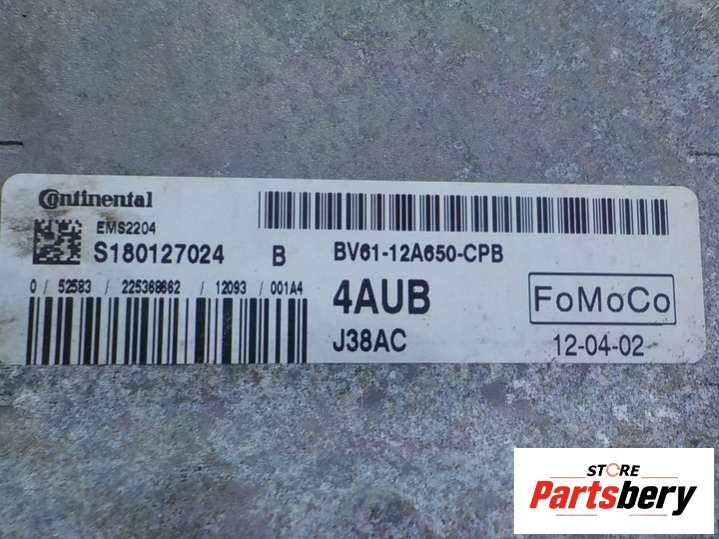 Continental
EMS2204
S180127024 B BV61-12A650-CPB
0 / 52583 / 225368662 / 12093 / 001A4
4AUB
FoMoCo
J38AC
12-04-02
STORE
Partsbery